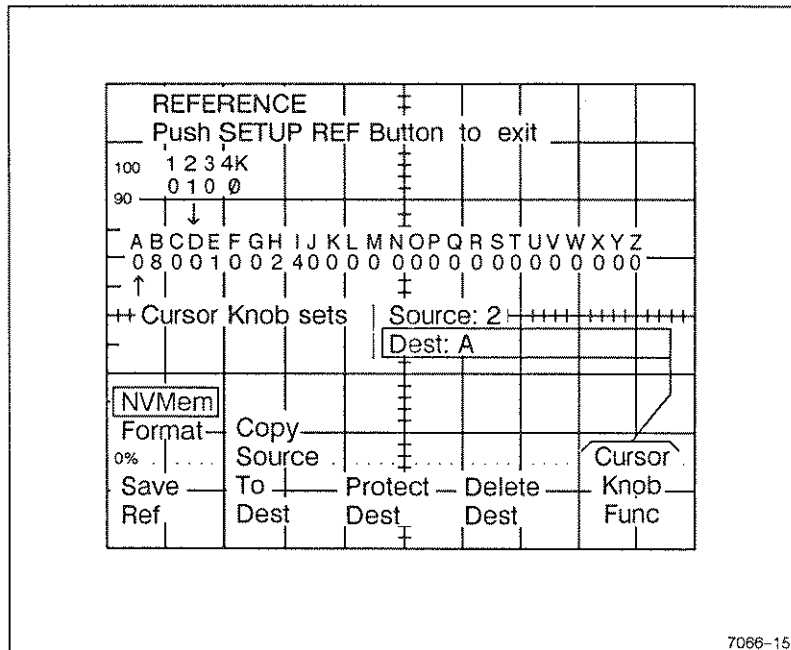 REFERENCE
Push SETUP REF Button to exit
100 1 2 3 4K
0 1 0 Ø
90
↓
A B C D E F G H I J K L M N O P Q R S T U V W X Y Z
0 8 0 0 1 0 0 2 4 0 0 0 0 0 0 0 0 0 0 0 0 0 0 0 0
↑
Cursor Knob sets Source: 2
Dest: A
NVMem
Format Copy
0% Source Cursor
Save To Protect Delete Knob
Ref Dest Dest Dest Func
7066-15